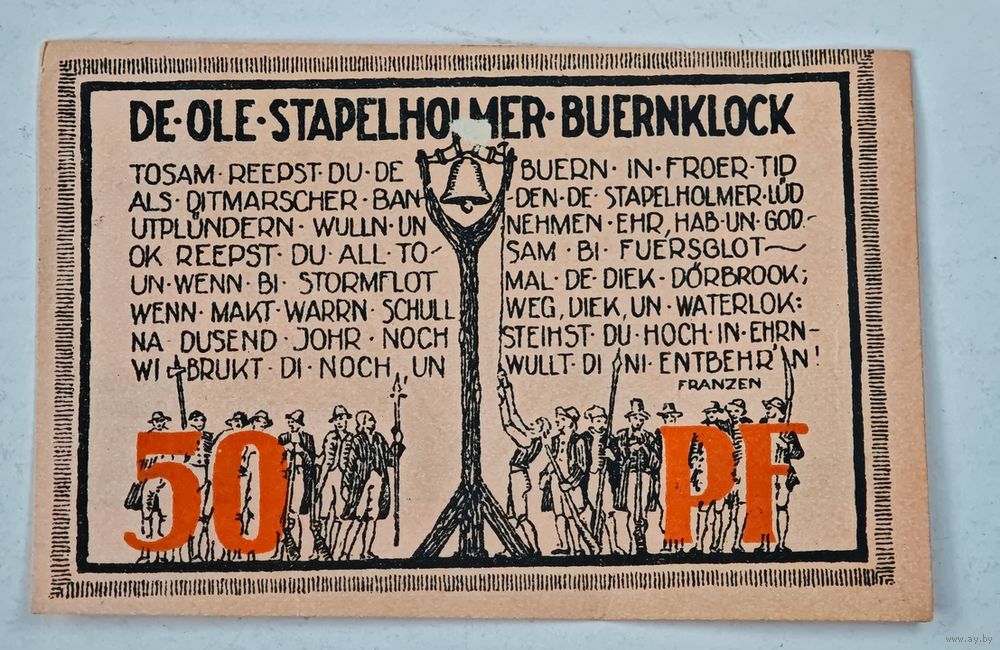 DE·OLE·STAPELHOLMER·BUERNKLOCK
TOSAM·REEPST·DU·DE BUERN·IN·FROER·TID
ALS·DITMARSCHER·BAN- -DEN·DE·STAPELHOLMER·LÜD
UTPLÜNDERN·WULLN·UN NEHMEN·EHR, HAB·UN·GOD-
OK REEPST·DU·ALL·TO- SAM·BI·FUERSGLOT~
UN·WENN·BI·STORMFLOT MAL·DE·DIEK·DÖRBROOK;
WENN·MAKT·WARRN·SCHULL WEG, DIEK, UN·WATERLOK:
NA·DUSEND·JOHR·NOCH STEIHST·DU·HOCH·IN·EHRN-
WI BRUKT·DI·NOCH, UN WULLT·DI NI·ENTBEHR'N!
FRANZEN
50 PF
www.ay.by